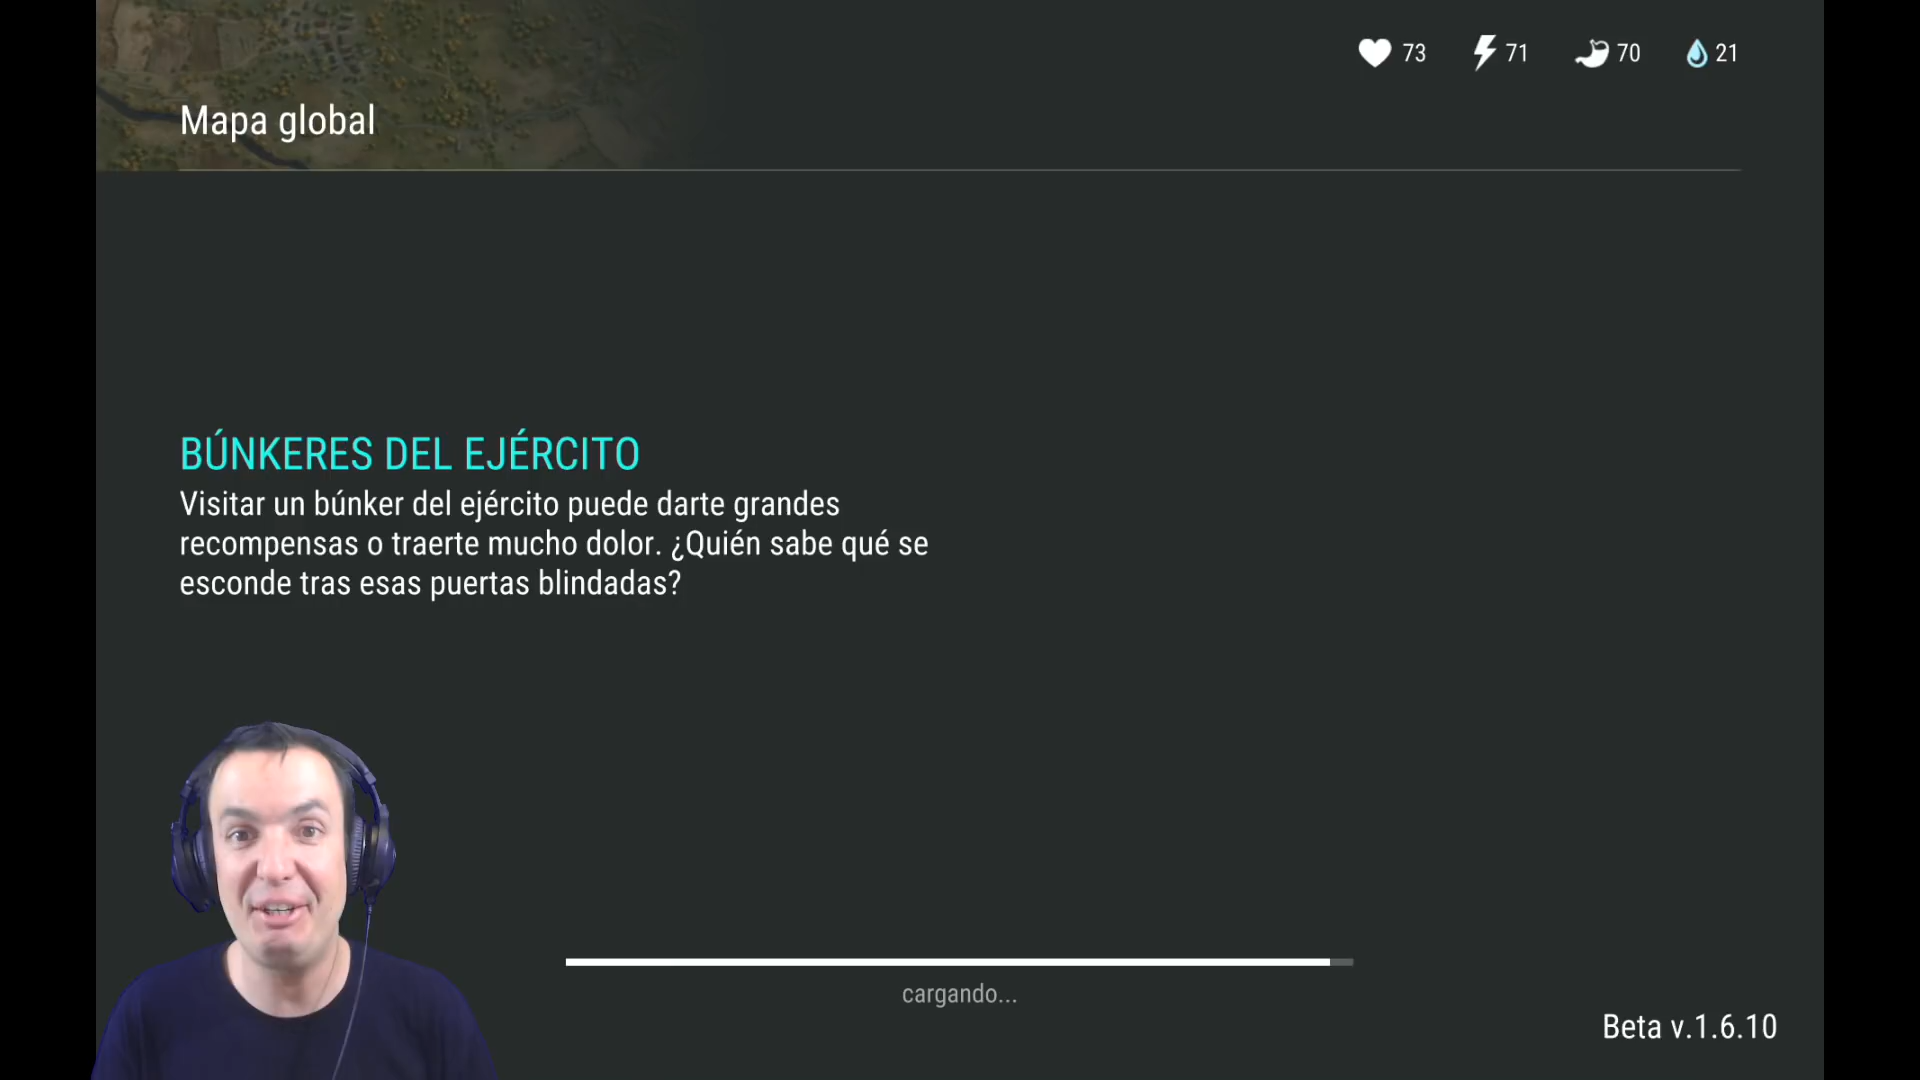 73 71 70 21
Mapa global
BÚNKERES DEL EJÉRCITO
Visitar un búnker del ejército puede darte grandes
recompensas o traerte mucho dolor. ¿Quién sabe qué se
esconde tras esas puertas blindadas?
cargando...
Beta v.1.6.10